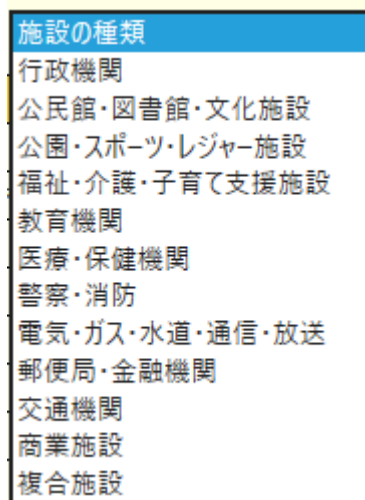 施設の種類
行政機関
公民館・図書館・文化施設
公園・スポーツ・レジャー施設
福祉・介護・子育て支援施設
教育機関
医療・保健機関
警察・消防
電気・ガス・水道・通信・放送
郵便局・金融機関
交通機関
商業施設
複合施設